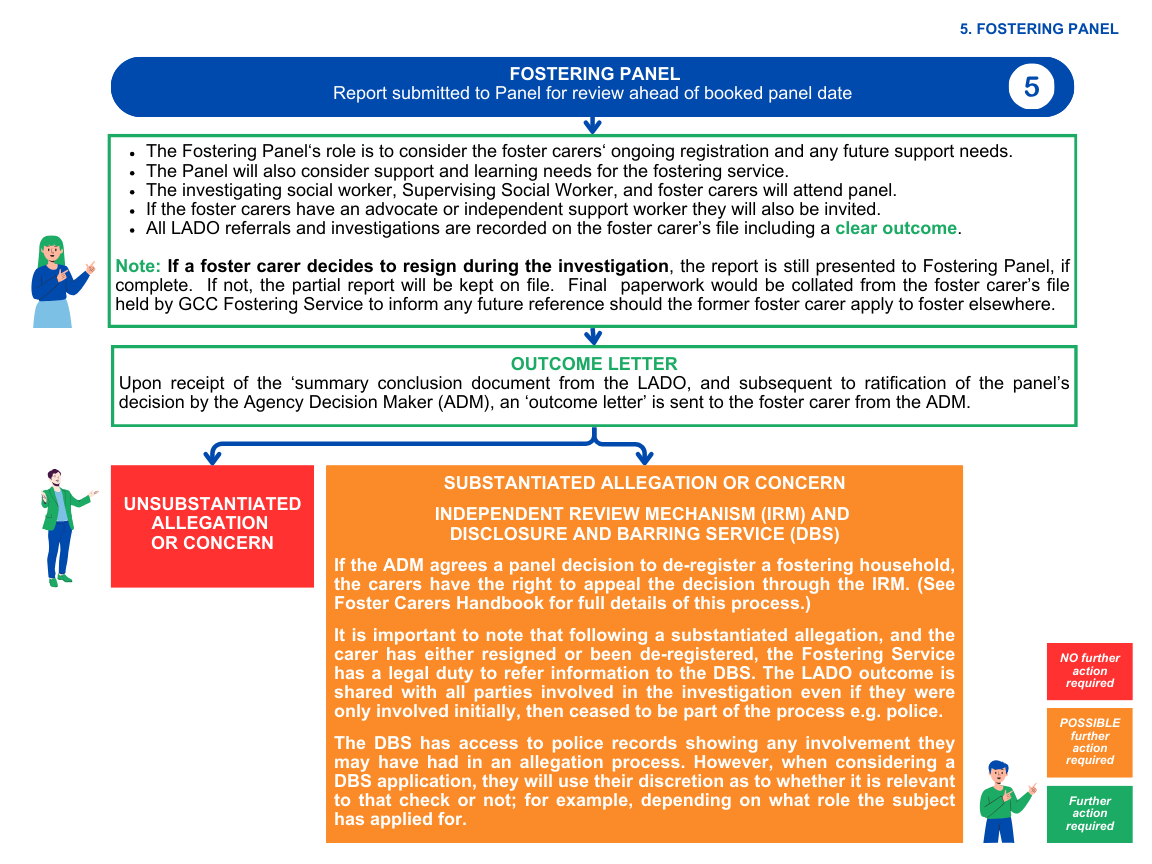 5. FOSTERING PANEL
FOSTERING PANEL
Report submitted to Panel for review ahead of booked panel date
5
• The Fostering Panel‘s role is to consider the foster carers‘ ongoing registration and any future support needs.
• The Panel will also consider support and learning needs for the fostering service.
• The investigating social worker, Supervising Social Worker, and foster carers will attend panel.
• If the foster carers have an advocate or independent support worker they will also be invited.
• All LADO referrals and investigations are recorded on the foster carer’s file including a clear outcome.
Note: If a foster carer decides to resign during the investigation, the report is still presented to Fostering Panel, if
complete. If not, the partial report will be kept on file. Final paperwork would be collated from the foster carer’s file
held by GCC Fostering Service to inform any future reference should the former foster carer apply to foster elsewhere.
OUTCOME LETTER
Upon receipt of the ‘summary conclusion document from the LADO, and subsequent to ratification of the panel’s
decision by the Agency Decision Maker (ADM), an ‘outcome letter’ is sent to the foster carer from the ADM.
UNSUBSTANTIATED
ALLEGATION
OR CONCERN
SUBSTANTIATED ALLEGATION OR CONCERN
INDEPENDENT REVIEW MECHANISM (IRM) AND
DISCLOSURE AND BARRING SERVICE (DBS)
If the ADM agrees a panel decision to de-register a fostering household,
the carers have the right to appeal the decision through the IRM. (See
Foster Carers Handbook for full details of this process.)
It is important to note that following a substantiated allegation, and the
carer has either resigned or been de-registered, the Fostering Service
has a legal duty to refer information to the DBS. The LADO outcome is
shared with all parties involved in the investigation even if they were
only involved initially, then ceased to be part of the process e.g. police.
The DBS has access to police records showing any involvement they
may have had in an allegation process. However, when considering a
DBS application, they will use their discretion as to whether it is relevant
to that check or not; for example, depending on what role the subject
has applied for.
NO further
action
required
POSSIBLE
further
action
required
Further
action
required